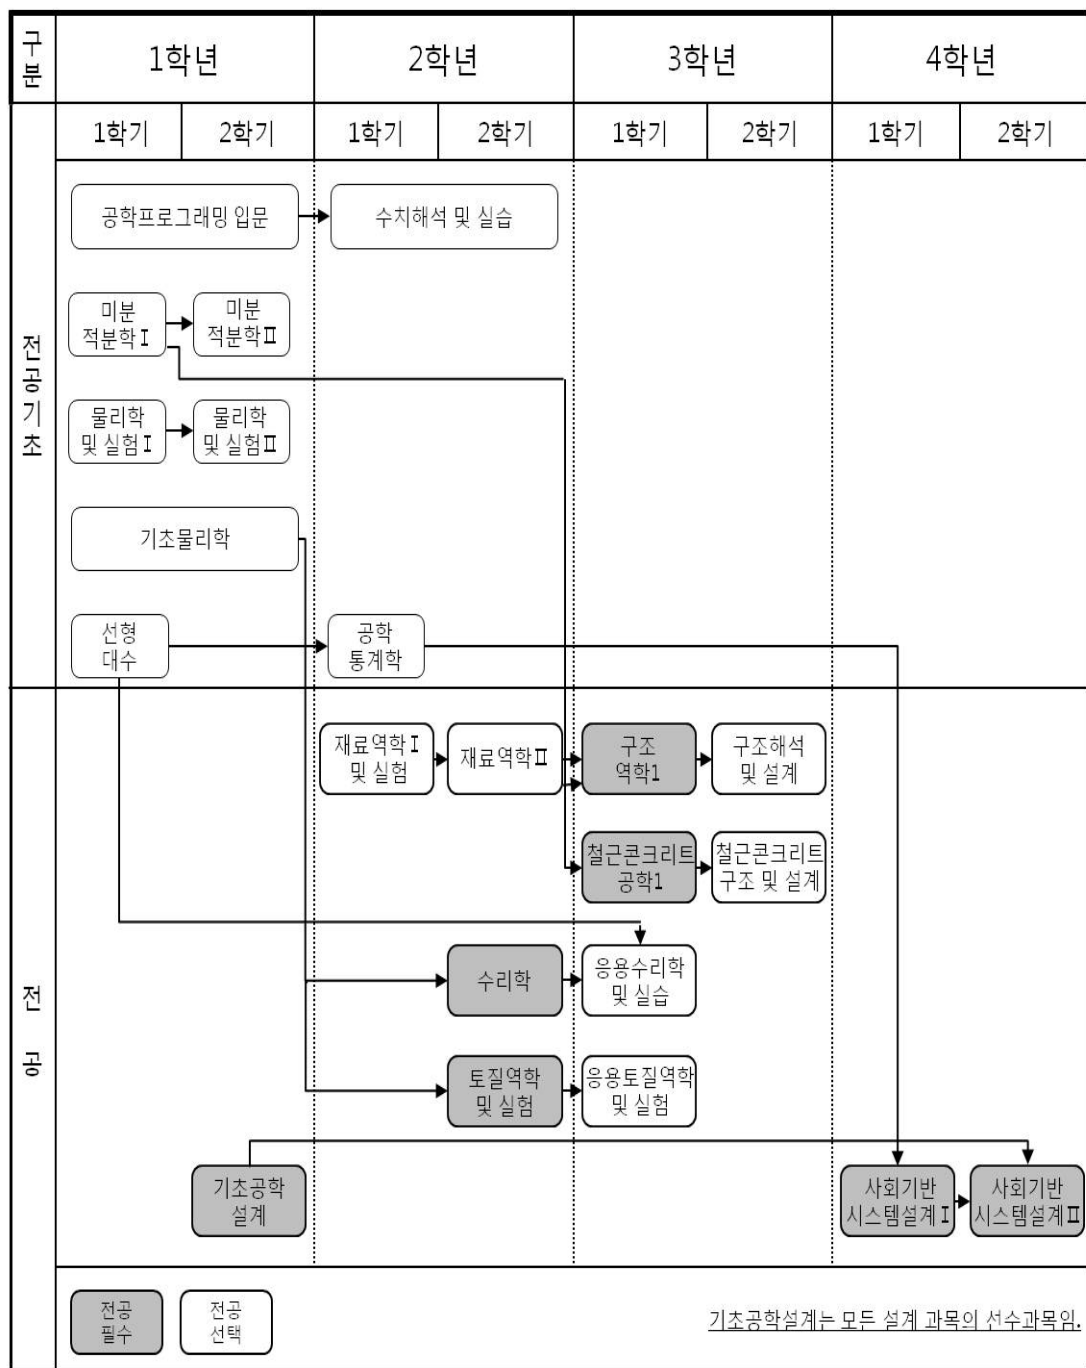 구
분
1학년
2학년
3학년
4학년
1학기
2학기
1학기
2학기
1학기
2학기
1학기
2학기
전
공
기
초
공학프로그래밍 입문
수치해석 및 실습
미분
적분학Ⅰ
미분
적분학Ⅱ
물리학
및 실험Ⅰ
물리학
및 실험Ⅱ
기초물리학
선형
대수
공학
통계학
전
공
재료역학Ⅰ
및 실험
재료역학Ⅱ
구조
역학1
구조해석
및 설계
철근콘크리트
공학1
철근콘크리트
구조 및 설계
수리학
응용수리학
및 실습
토질역학
및 실험
응용토질역학
및 실험
기초공학
설계
사회기반
시스템설계Ⅰ
사회기반
시스템설계Ⅱ
전공
필수
전공
선택
기초공학설계는 모든 설계 과목의 선수과목임.